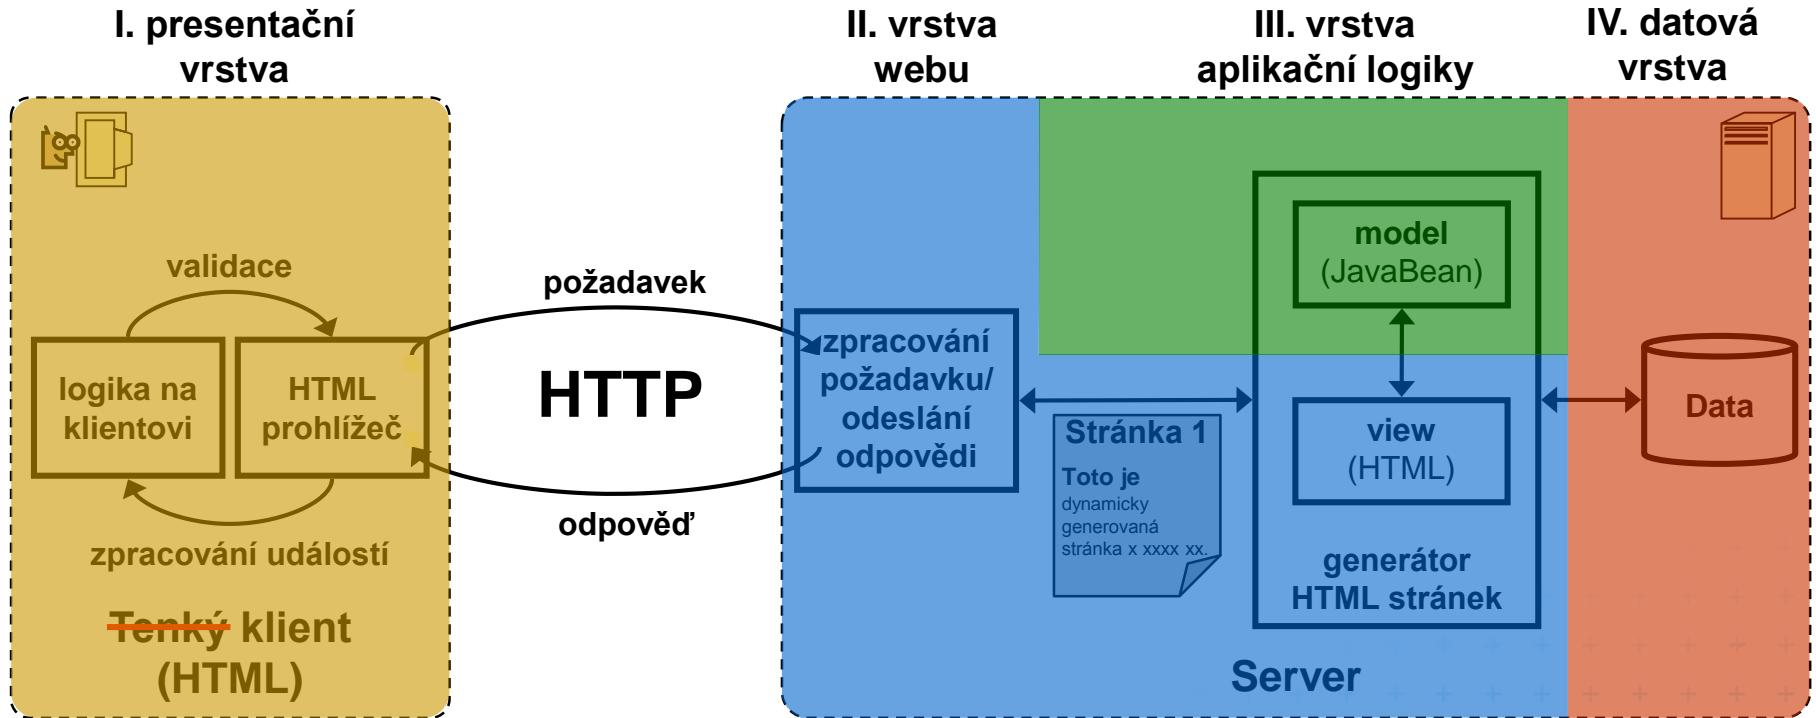 I. presentační
vrstva
II. vrstva
webu
III. vrstva
aplikační logiky
IV. datová
vrstva
validace
logika na
klientovi
HTML
prohlížeč
zpracování událostí
Tenký klient
(HTML)
požadavek
HTTP
odpověď
zpracování
požadavku/
odeslání
odpovědi
Stránka 1
Toto je
dynamicky
generovaná
stránka x xxxx xx.
model
(JavaBean)
view
(HTML)
generátor
HTML stránek
Server
Data